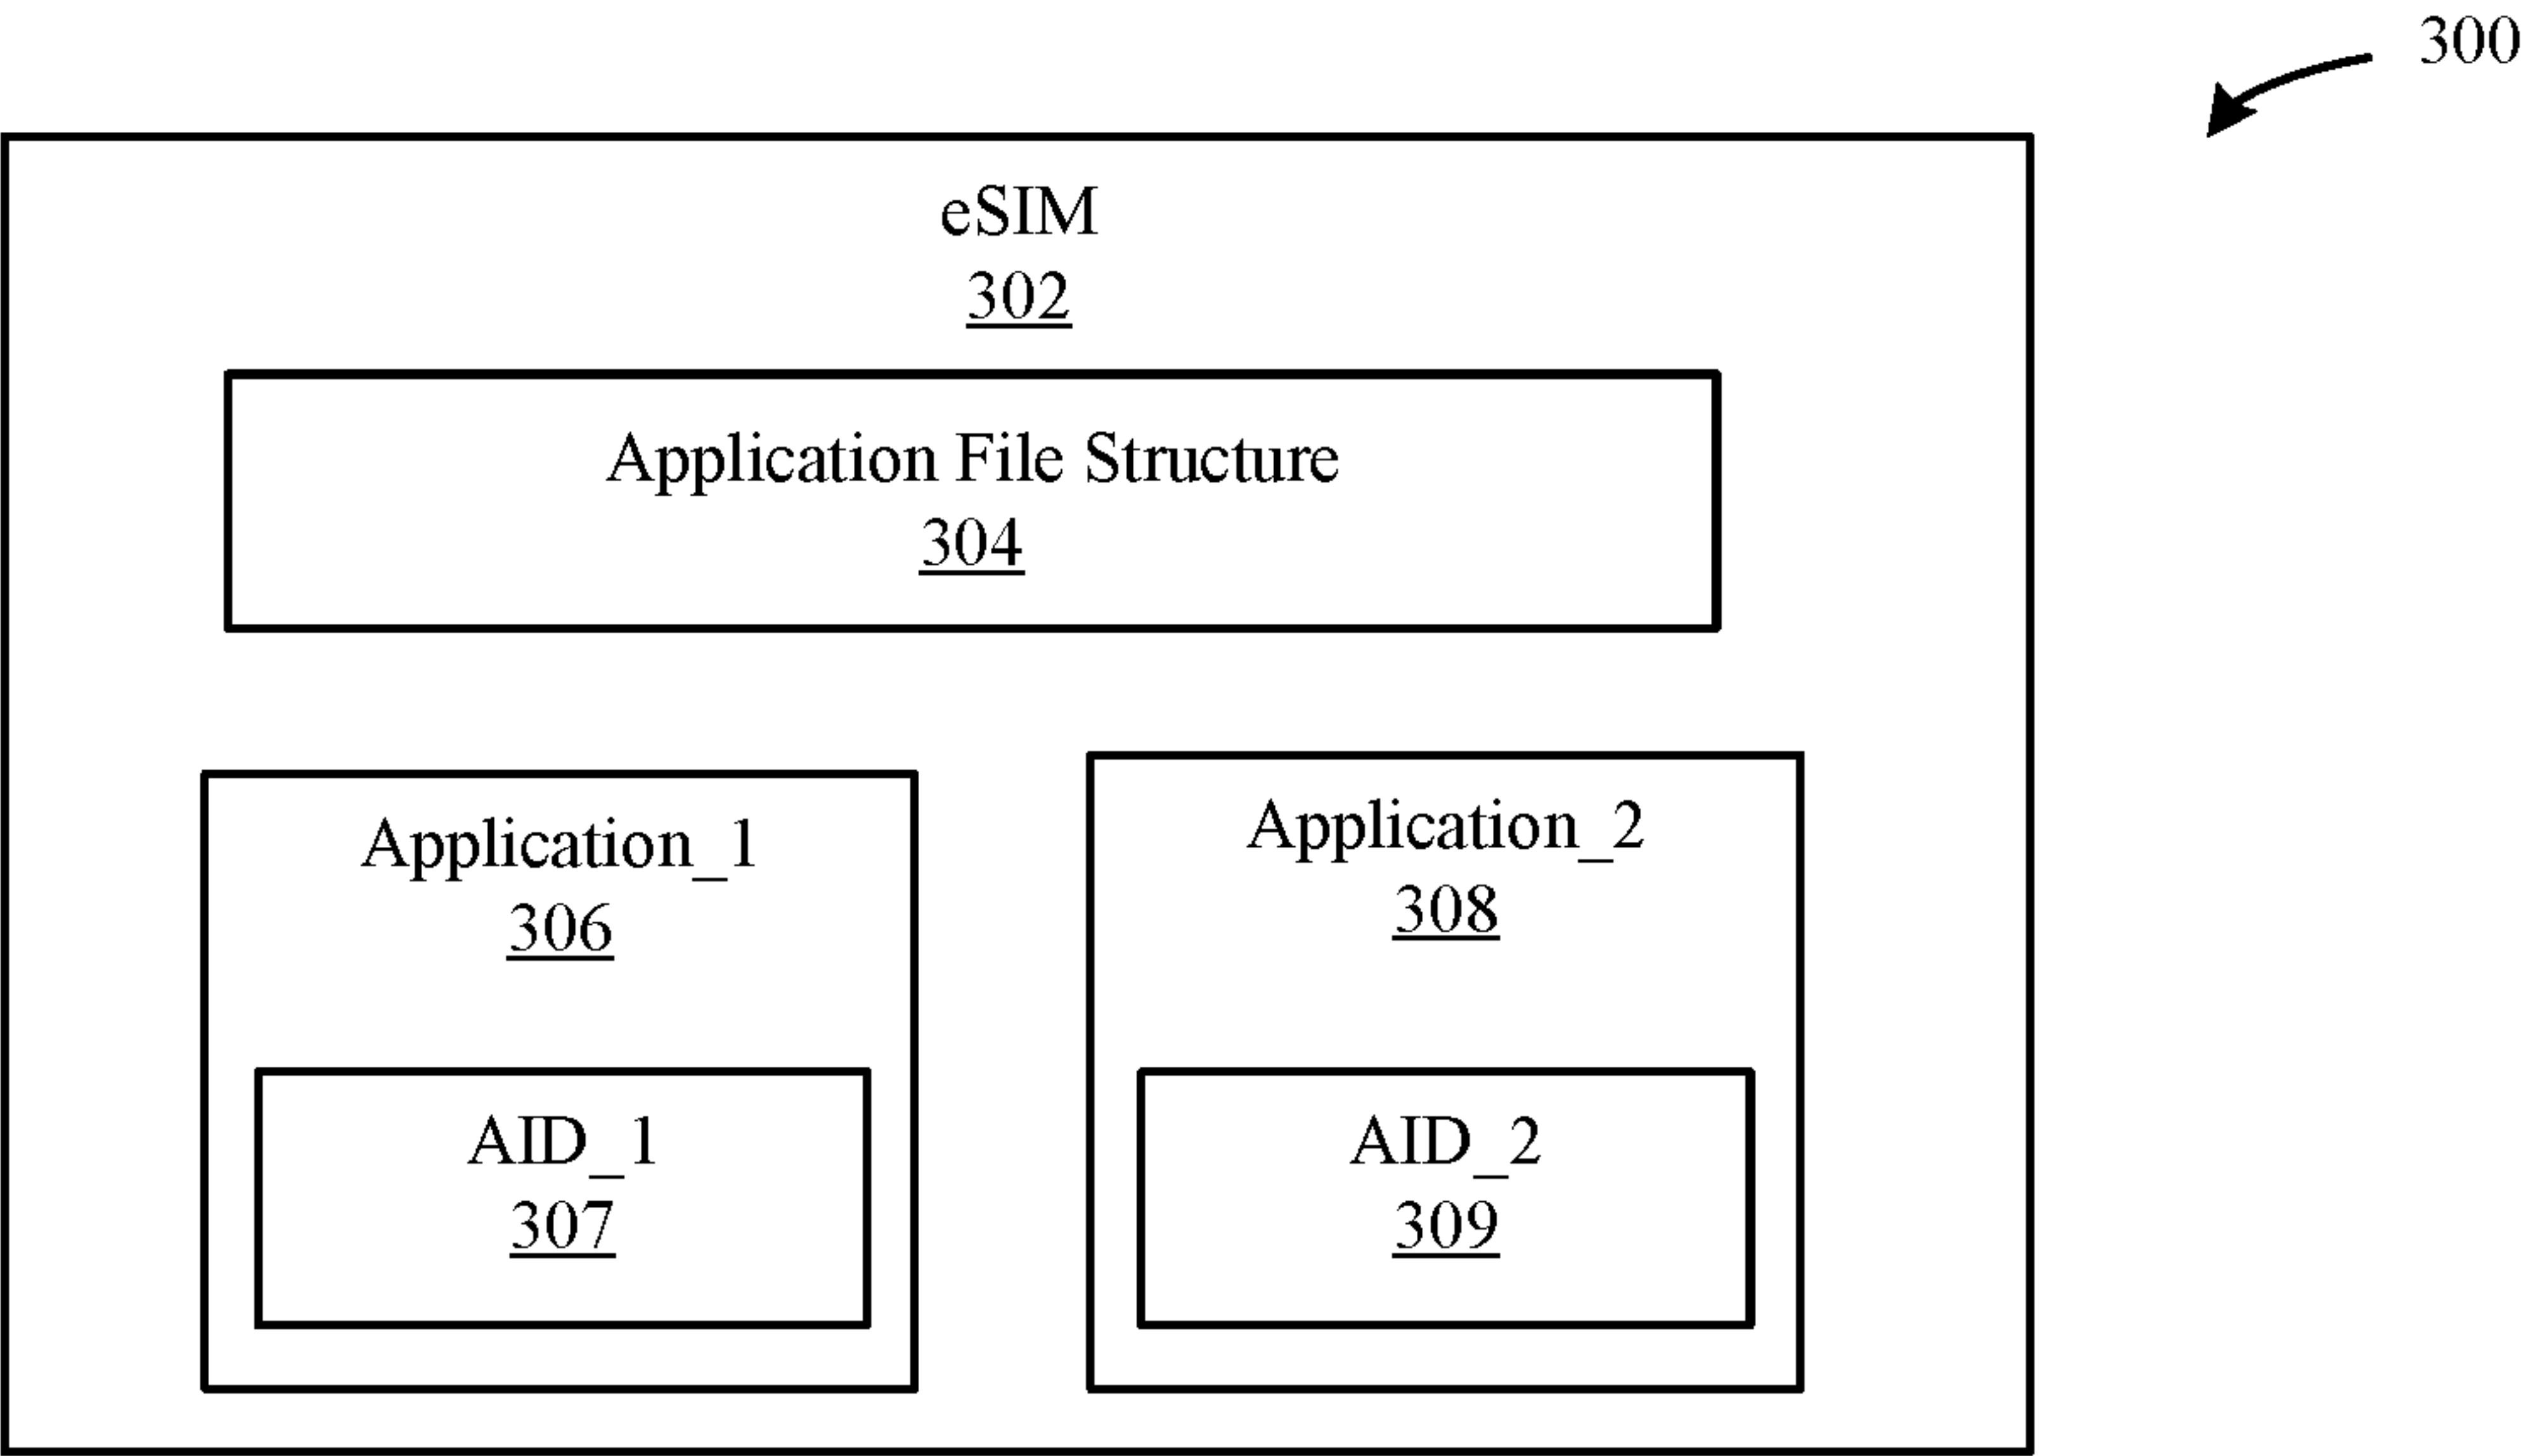 300
eSIM
302
Application File Structure
304
Application_1
306
Application_2
308
AID_1
307
AID_2
309